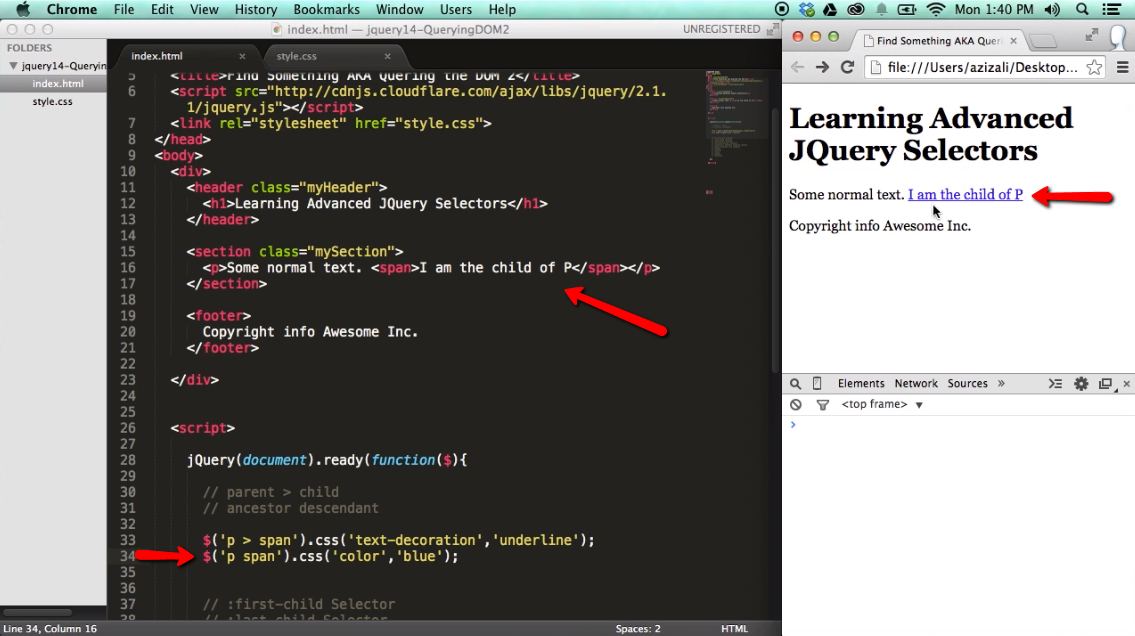 Chrome File Edit View History Bookmarks Window Users Help Mon 1:40 PM
index.html — jquery14-QueryingDOM2 UNREGISTERED
FOLDERS
jquery14-Queryin
index.html
style.css
index.html × style.css ×
5 <title>Find Something AKA Quering the DOM 2</title>
6 <script src="http://cdnjs.cloudflare.com/ajax/libs/jquery/2.1.
1/jquery.js"></script>
7 <link rel="stylesheet" href="style.css">
8 </head>
9 <body>
10 <div>
11 <header class="myHeader">
12 <h1>Learning Advanced JQuery Selectors</h1>
13 </header>
14
15 <section class="mySection">
16 <p>Some normal text. <span>I am the child of P</span></p>
17 </section>
18
19 <footer>
20 Copyright info Awesome Inc.
21 </footer>
22
23 </div>
24
25
26 <script>
27
28 jQuery(document).ready(function($){
29
30 // parent > child
31 // ancestor descendant
32
33 $('p > span').css('text-decoration','underline');
34 $('p span').css('color','blue');
35
36
37 // :first-child Selector
38 // :last-child Selector
Line 34, Column 16 Spaces: 2 HTML
Find Something AKA Queri ×
file:///Users/azizali/Desktop...
Learning Advanced
JQuery Selectors
Some normal text. I am the child of P
Copyright info Awesome Inc.
Elements Network Sources » ×
<top frame> ▼